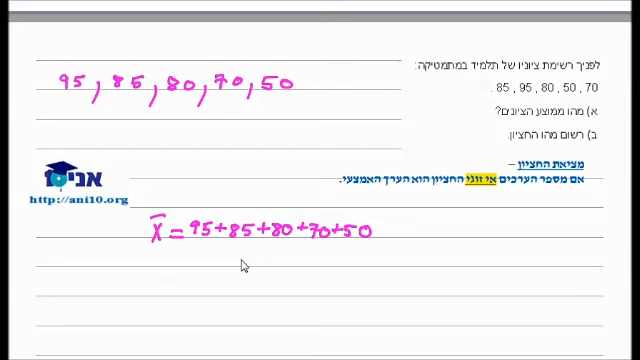 לפניך רשימת ציוניו של תלמיד במתמטיקה:
70 , 50 , 80 , 95 , 85 .
א) מהו ממוצע הציונים?
ב) רשום מהו החציון.
מציאת החציון –
אם מספר הערכים אי זוגי החציון הוא הערך האמצעי.
95 , 85 , 80 , 70 , 50
אני10
http://ani10.org
x̄ = 95+85+80+70+50